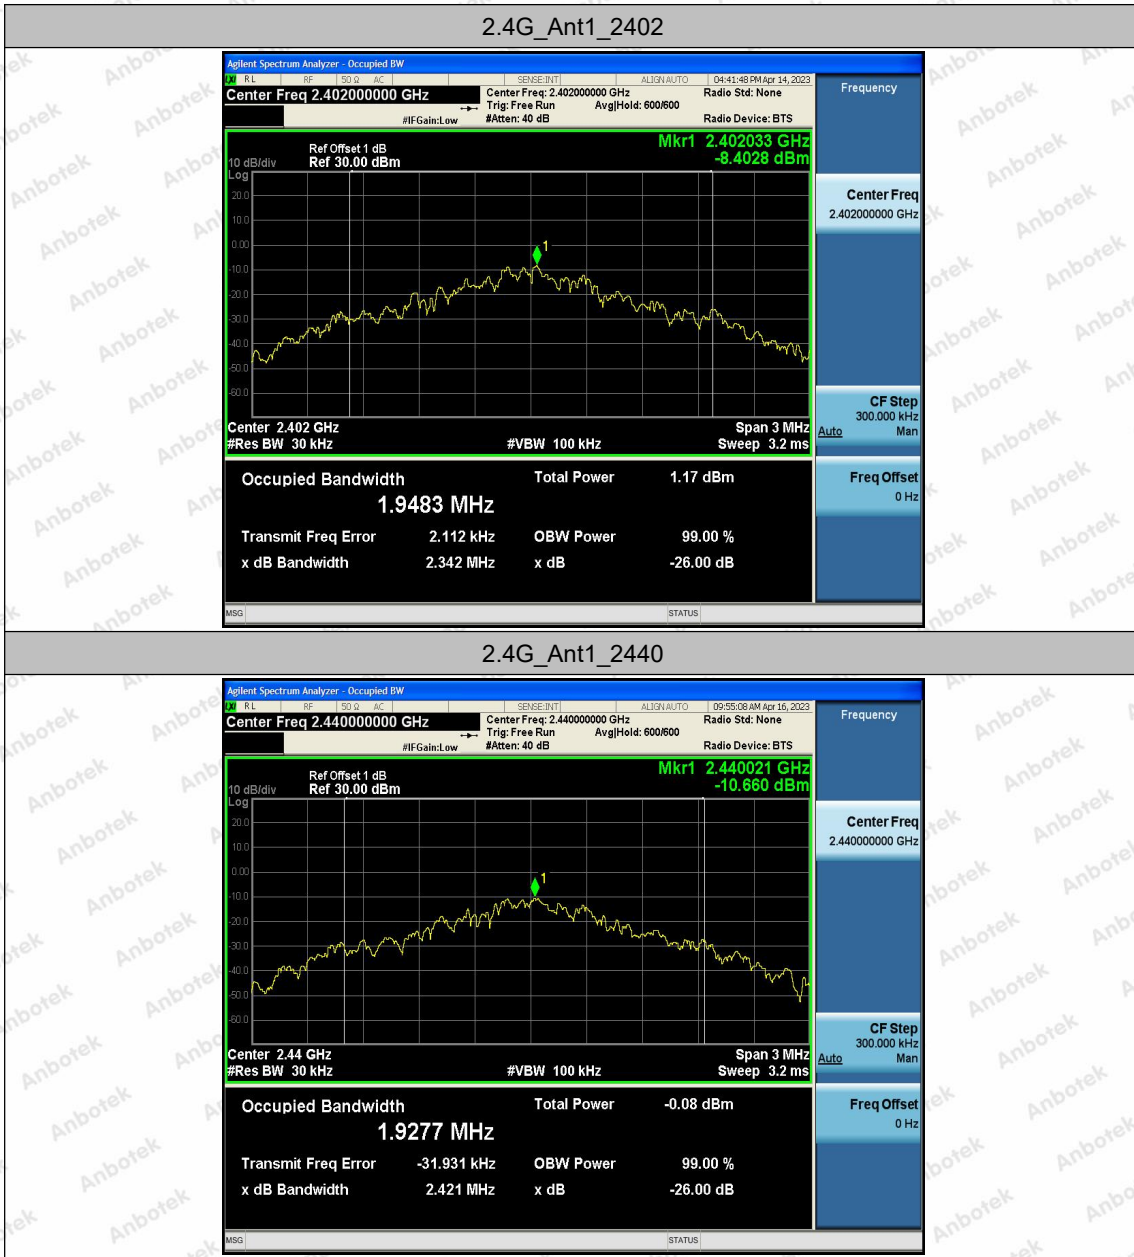 2.4G_Ant1_2402
Agilent Spectrum Analyzer - Occupied BW
LXI RL RF 50 Ω AC SENSE:INT ALIGN AUTO 04:41:48 PM Apr 14, 2023
Center Freq 2.402000000 GHz
Center Freq: 2.402000000 GHz Radio Std: None
Trig: Free Run Avg|Hold: 600/600
#IFGain:Low #Atten: 40 dB Radio Device: BTS
Frequency
Mkr1 2.402033 GHz
-8.4028 dBm
Ref Offset 1 dB
10 dB/div Ref 30.00 dBm
Log
20.0
10.0
0.00
-10.0
-20.0
-30.0
-40.0
-50.0
-60.0
1
Center 2.402 GHz Span 3 MHz
#Res BW 30 kHz #VBW 100 kHz Sweep 3.2 ms
Center Freq
2.402000000 GHz
CF Step
300.000 kHz
Auto Man
Freq Offset
0 Hz
Occupied Bandwidth Total Power 1.17 dBm
1.9483 MHz
Transmit Freq Error 2.112 kHz OBW Power 99.00 %
x dB Bandwidth 2.342 MHz x dB -26.00 dB
MSG STATUS
2.4G_Ant1_2440
Agilent Spectrum Analyzer - Occupied BW
LXI RL RF 50 Ω AC SENSE:INT ALIGN AUTO 09:55:08 AM Apr 16, 2023
Center Freq 2.440000000 GHz
Center Freq: 2.440000000 GHz Radio Std: None
Trig: Free Run Avg|Hold: 600/600
#IFGain:Low #Atten: 40 dB Radio Device: BTS
Frequency
Mkr1 2.440021 GHz
-10.660 dBm
Ref Offset 1 dB
10 dB/div Ref 30.00 dBm
Log
20.0
10.0
0.00
-10.0
-20.0
-30.0
-40.0
-50.0
-60.0
1
Center 2.44 GHz Span 3 MHz
#Res BW 30 kHz #VBW 100 kHz Sweep 3.2 ms
Center Freq
2.440000000 GHz
CF Step
300.000 kHz
Auto Man
Freq Offset
0 Hz
Occupied Bandwidth Total Power -0.08 dBm
1.9277 MHz
Transmit Freq Error -31.931 kHz OBW Power 99.00 %
x dB Bandwidth 2.421 MHz x dB -26.00 dB
MSG STATUS
Anbotek